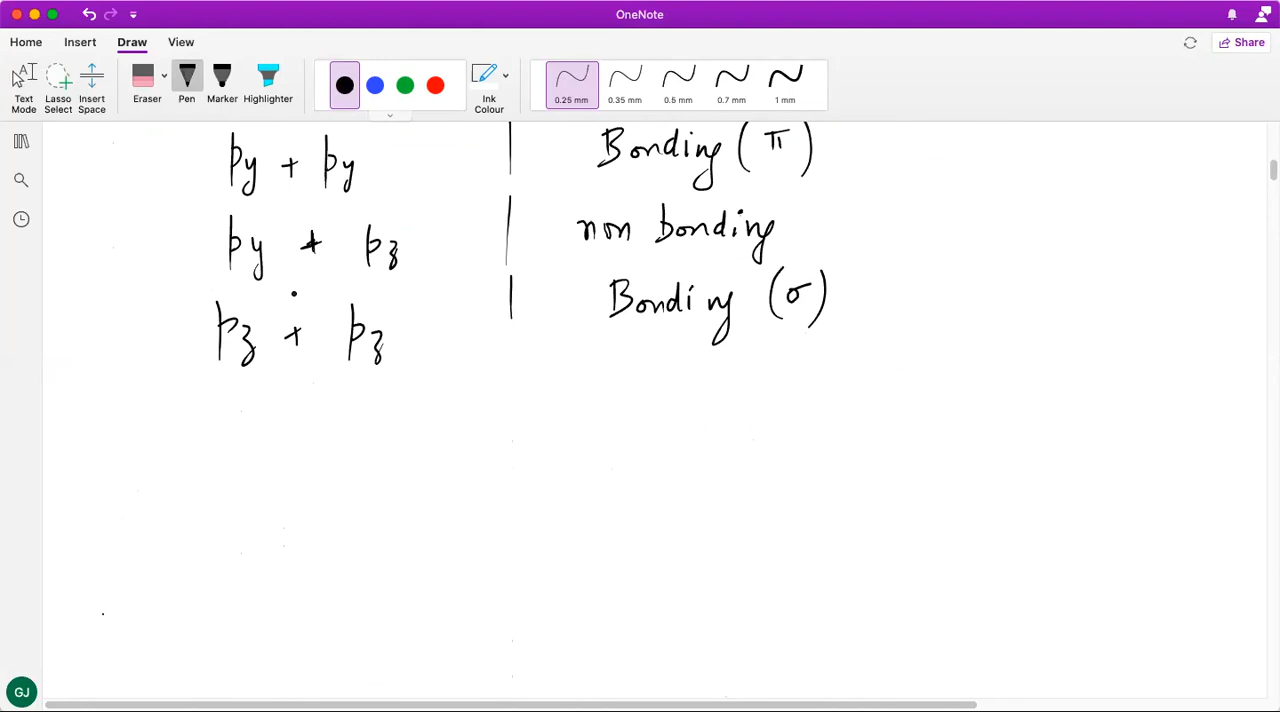 OneNote
Home Insert Draw View
Share
Text Mode
Lasso Select
Insert Space
Eraser
Pen
Marker
Highlighter
Ink Colour
0.25 mm 0.35 mm 0.5 mm 0.7 mm 1 mm
py + py | Bonding (π)
py + pz | non bonding
pz + pz | Bonding (σ)
GJ